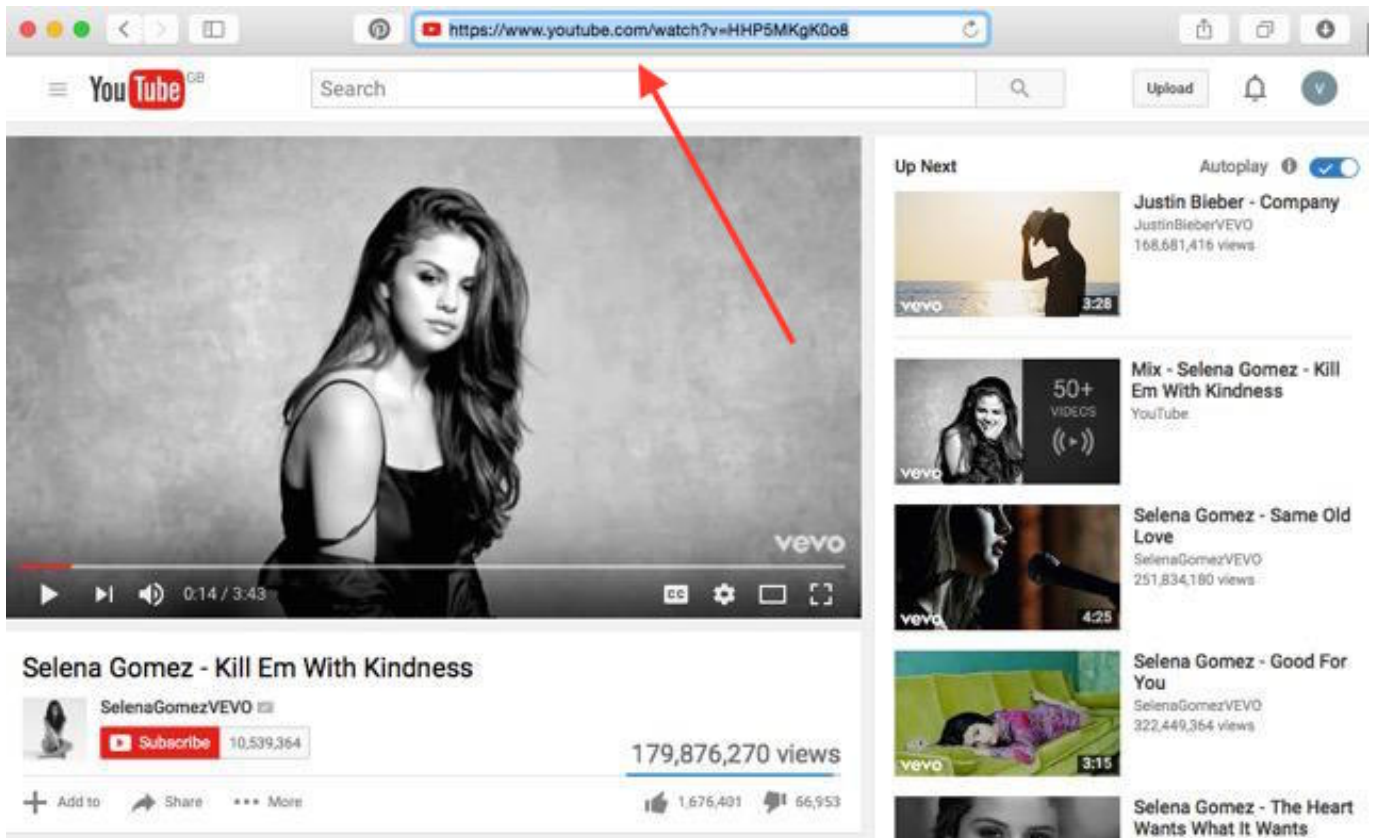 https://www.youtube.com/watch?v=HHP5MKgK0o8
YouTube GB
Search
Upload
V
vevo
0:14 / 3:43
CC
Selena Gomez - Kill Em With Kindness
SelenaGomezVEVO
Subscribe 10,539,364
179,876,270 views
Add to Share More
1,676,401 66,953
Up Next Autoplay
vevo
3:28
Justin Bieber - Company
JustinBieberVEVO
168,681,416 views
50+
VIDEOS
vevo
Mix - Selena Gomez - Kill
Em With Kindness
YouTube
vevo
4:25
Selena Gomez - Same Old
Love
SelenaGomezVEVO
251,834,180 views
vevo
3:15
Selena Gomez - Good For
You
SelenaGomezVEVO
322,449,364 views
Selena Gomez - The Heart
Wants What It Wants